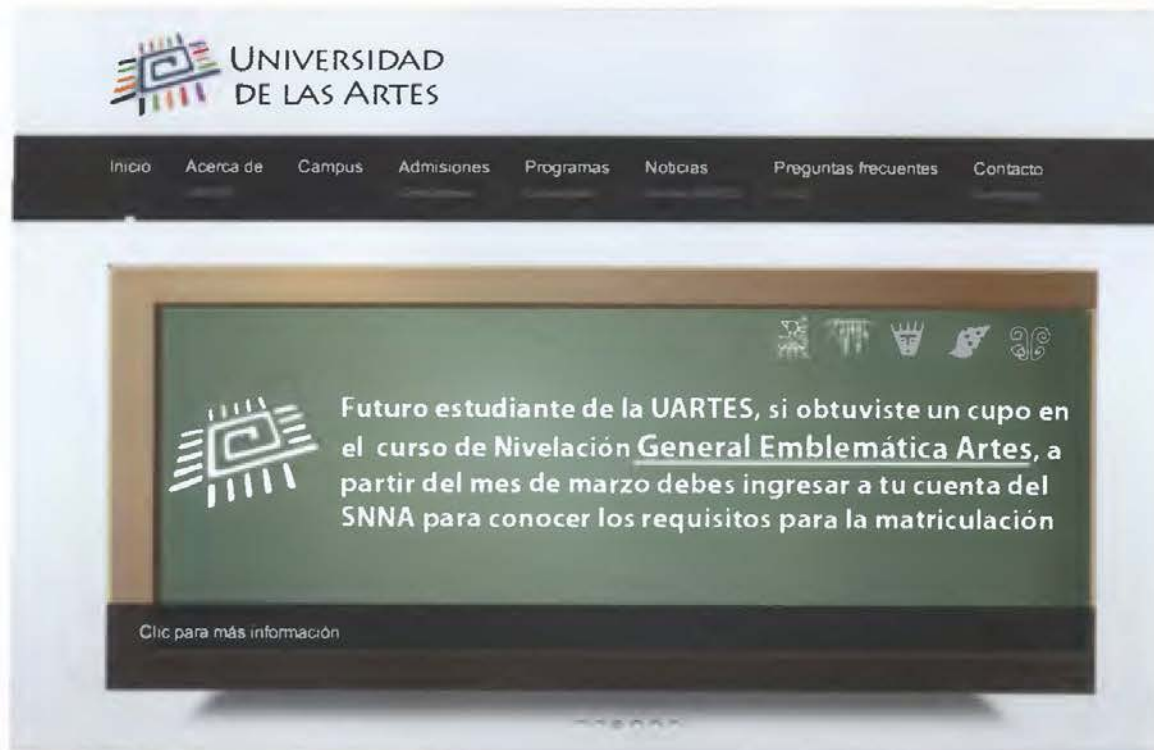 UNIVERSIDAD
DE LAS ARTES
Inicio Acerca de Campus Admisiones Programas Noticias Preguntas frecuentes Contacto
Futuro estudiante de la UARTES, si obtuviste un cupo en
el curso de Nivelación General Emblemática Artes, a
partir del mes de marzo debes ingresar a tu cuenta del
SNNA para conocer los requisitos para la matriculación
Clic para más información